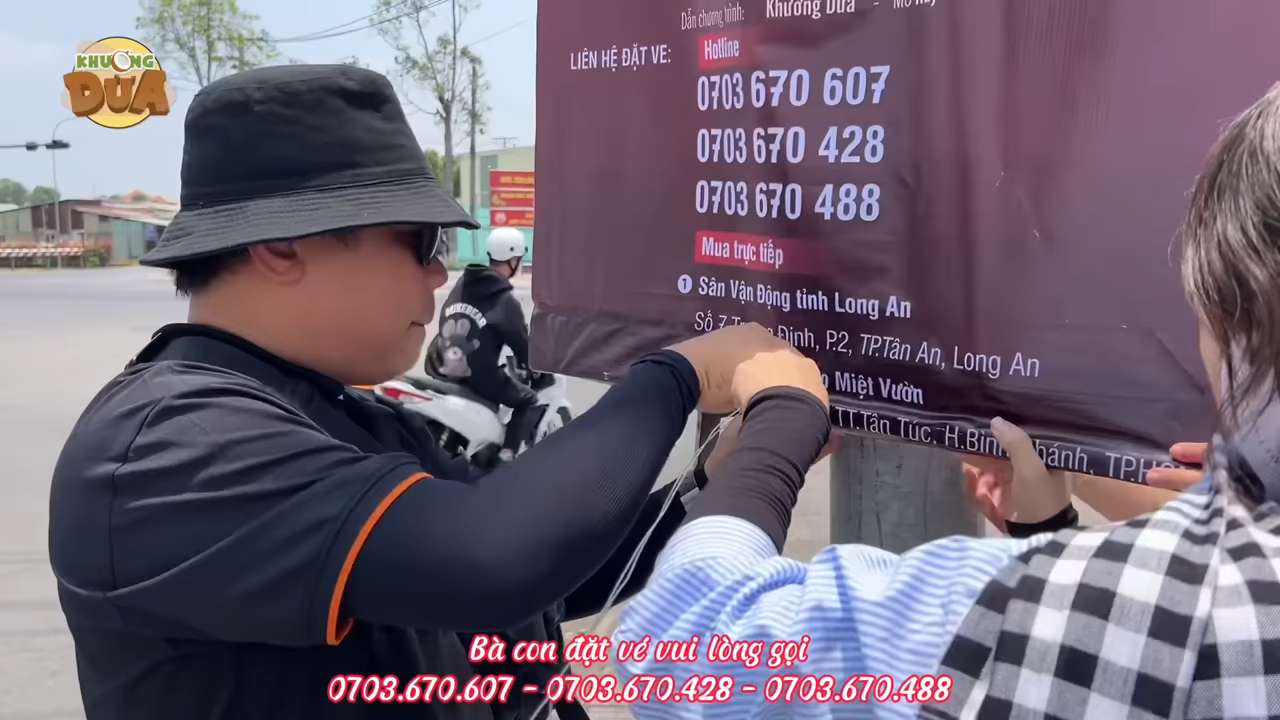 KHƯƠNG
DỪA
Dẫn chương trình: Khương Dừa -
LIÊN HỆ ĐẶT VE:
Hotline
0703 670 607
0703 670 428
0703 670 488
Mua trực tiếp
1 Sân Vận Động tỉnh Long An
Số 7 Định, P.2, TP.Tân An, Long An
Miệt Vườn
TT.Tân Túc, H.Bình hánh, TP.H
Bà con đặt vé vui lòng gọi
0703.670.607 - 0703.670.428 - 0703.670.488